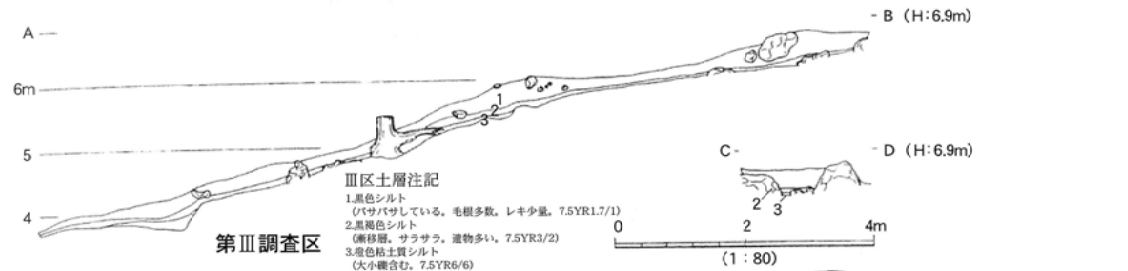 A
B (H:6.9m)
6m
1
2
3
5
C
D (H:6.9m)
4
2
3
第Ⅲ調査区
Ⅲ区土層注記
1.黒色シルト
(バサバサしている。毛根多数。レキ少量。7.5YR1.7/1)
2.黒褐色シルト
(漸移層。サラサラ。遺物多い。7.5YR3/2)
3.橙色粘土質シルト
(大小礫含む。7.5YR6/6)
0 2 4m
(1:80)